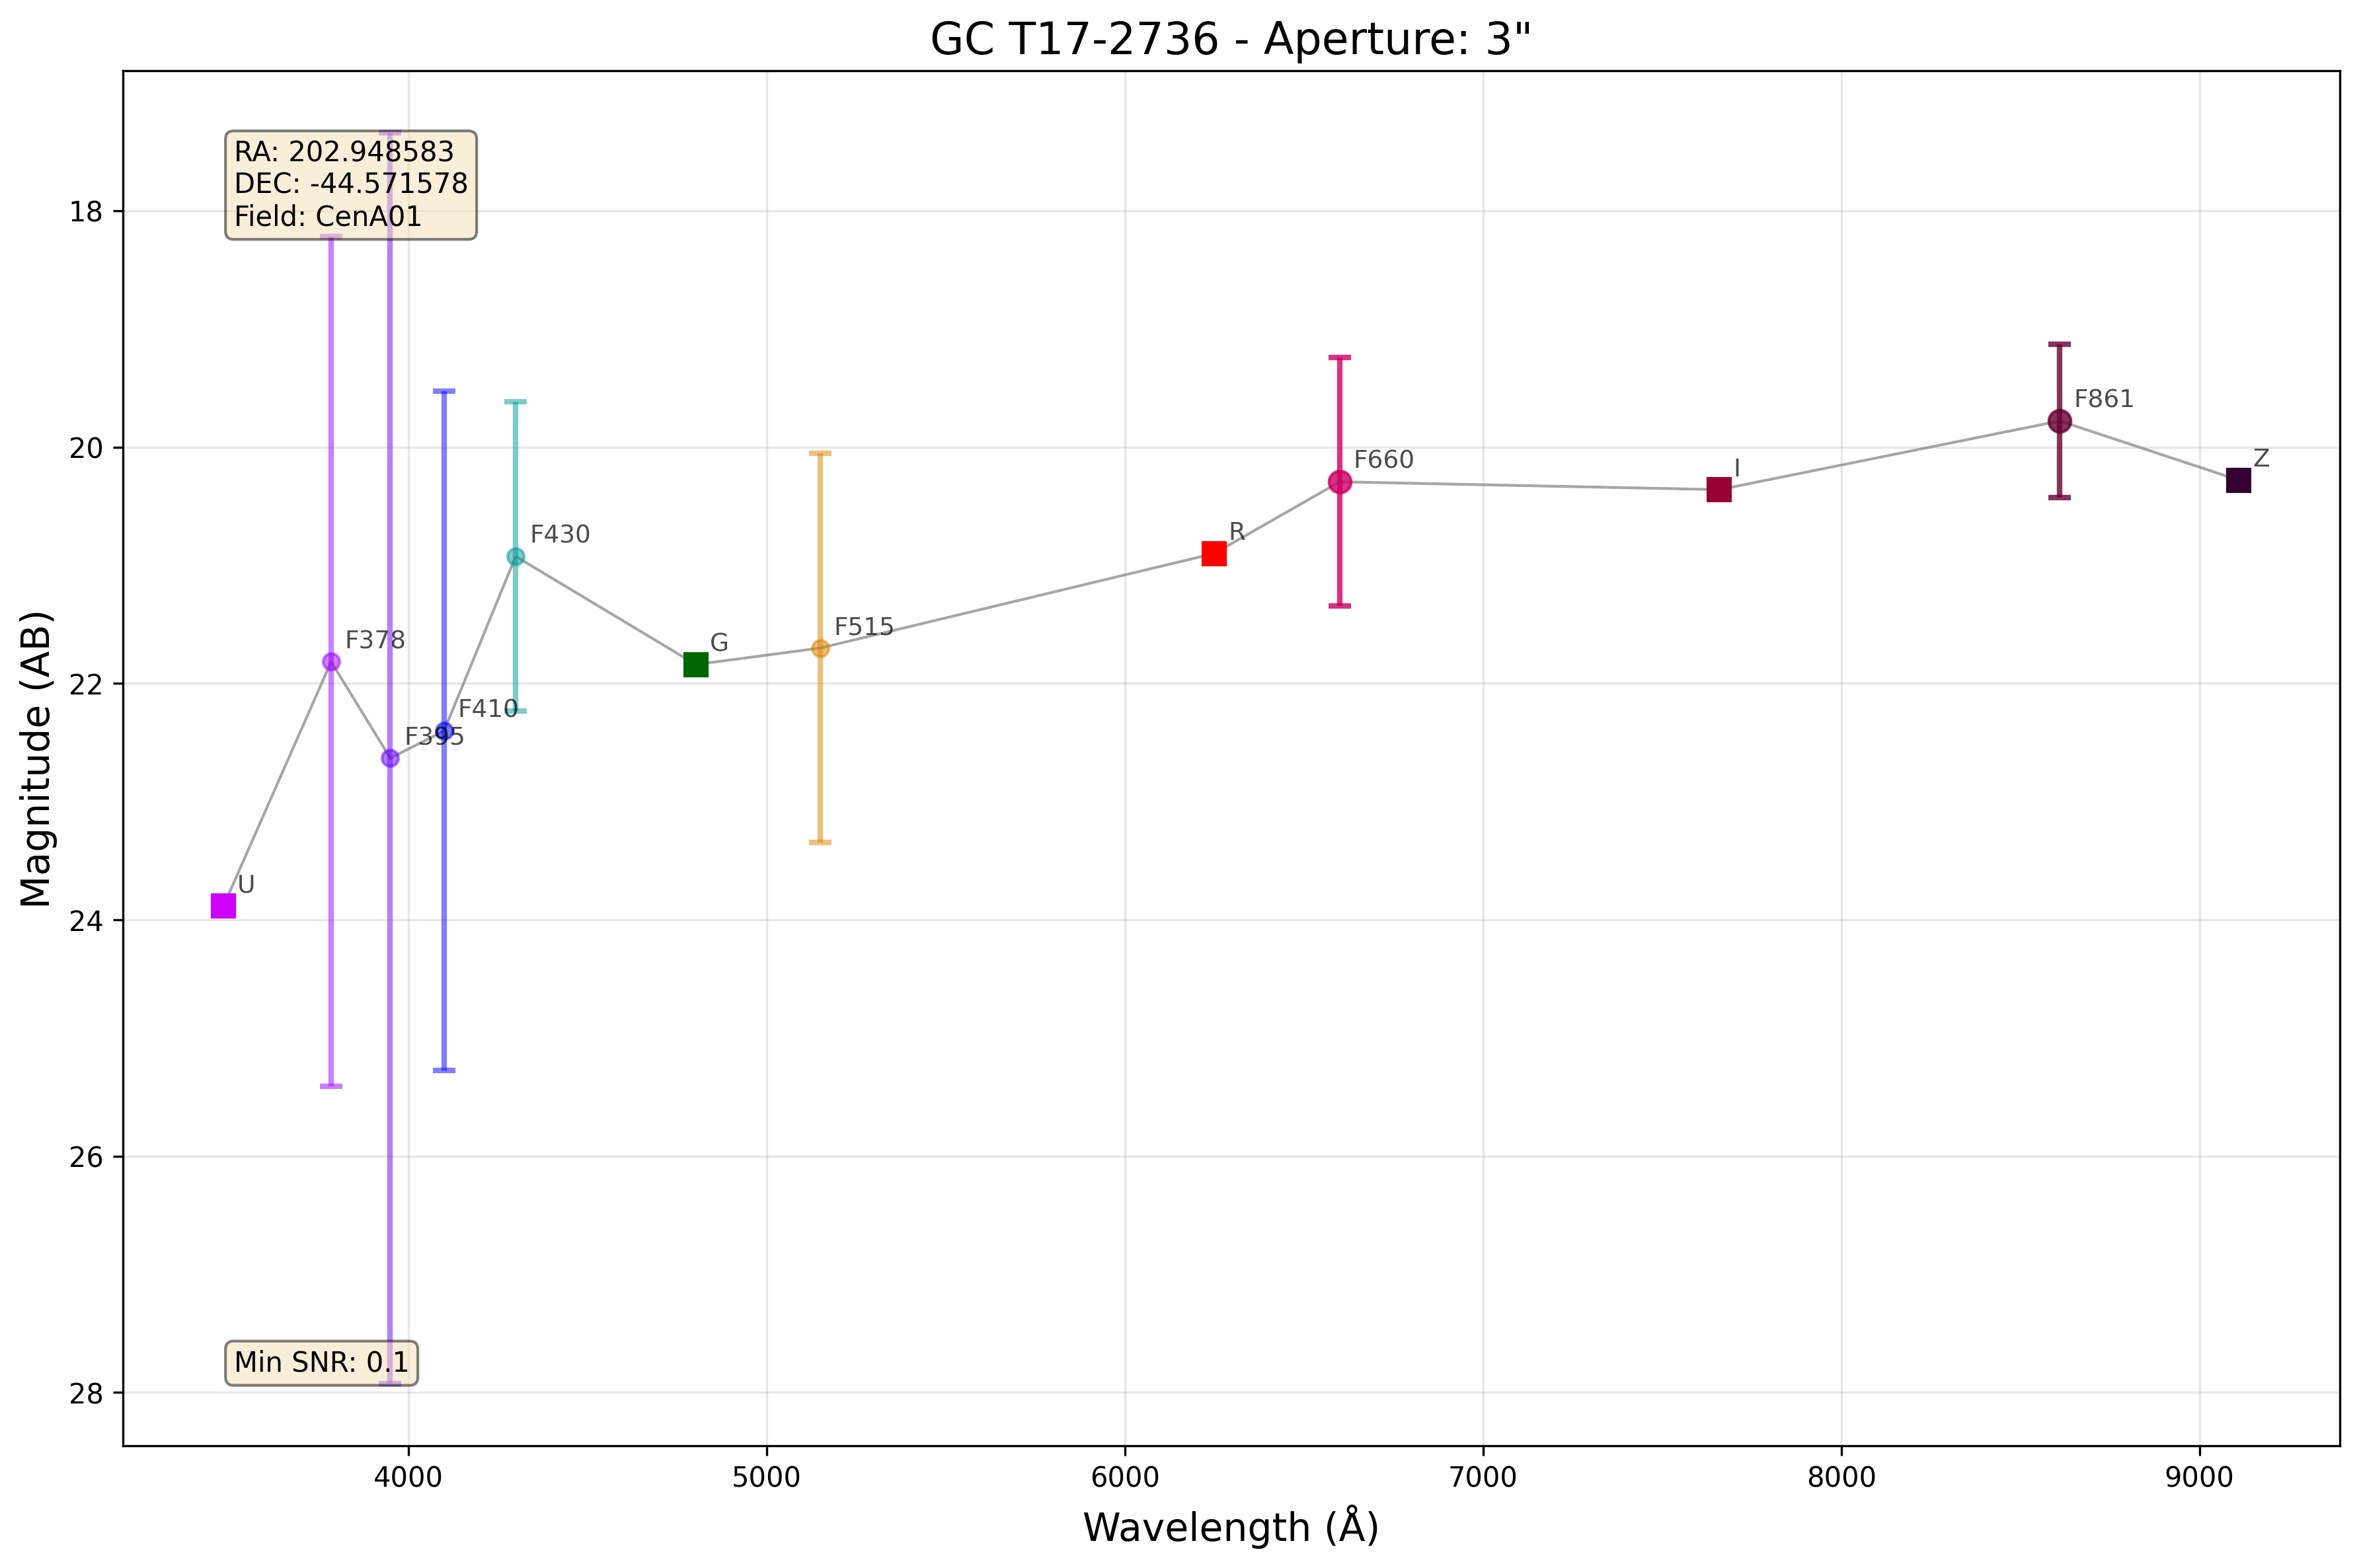 GC T17-2736 - Aperture: 3"
RA: 202.948583
DEC: -44.571578
Field: CenA01
18
20
22
24
26
28
Magnitude (AB)
U
F378
F395
F410
F430
G
F515
R
F660
I
F861
Z
Min SNR: 0.1
4000
5000
6000
7000
8000
9000
Wavelength (Å)